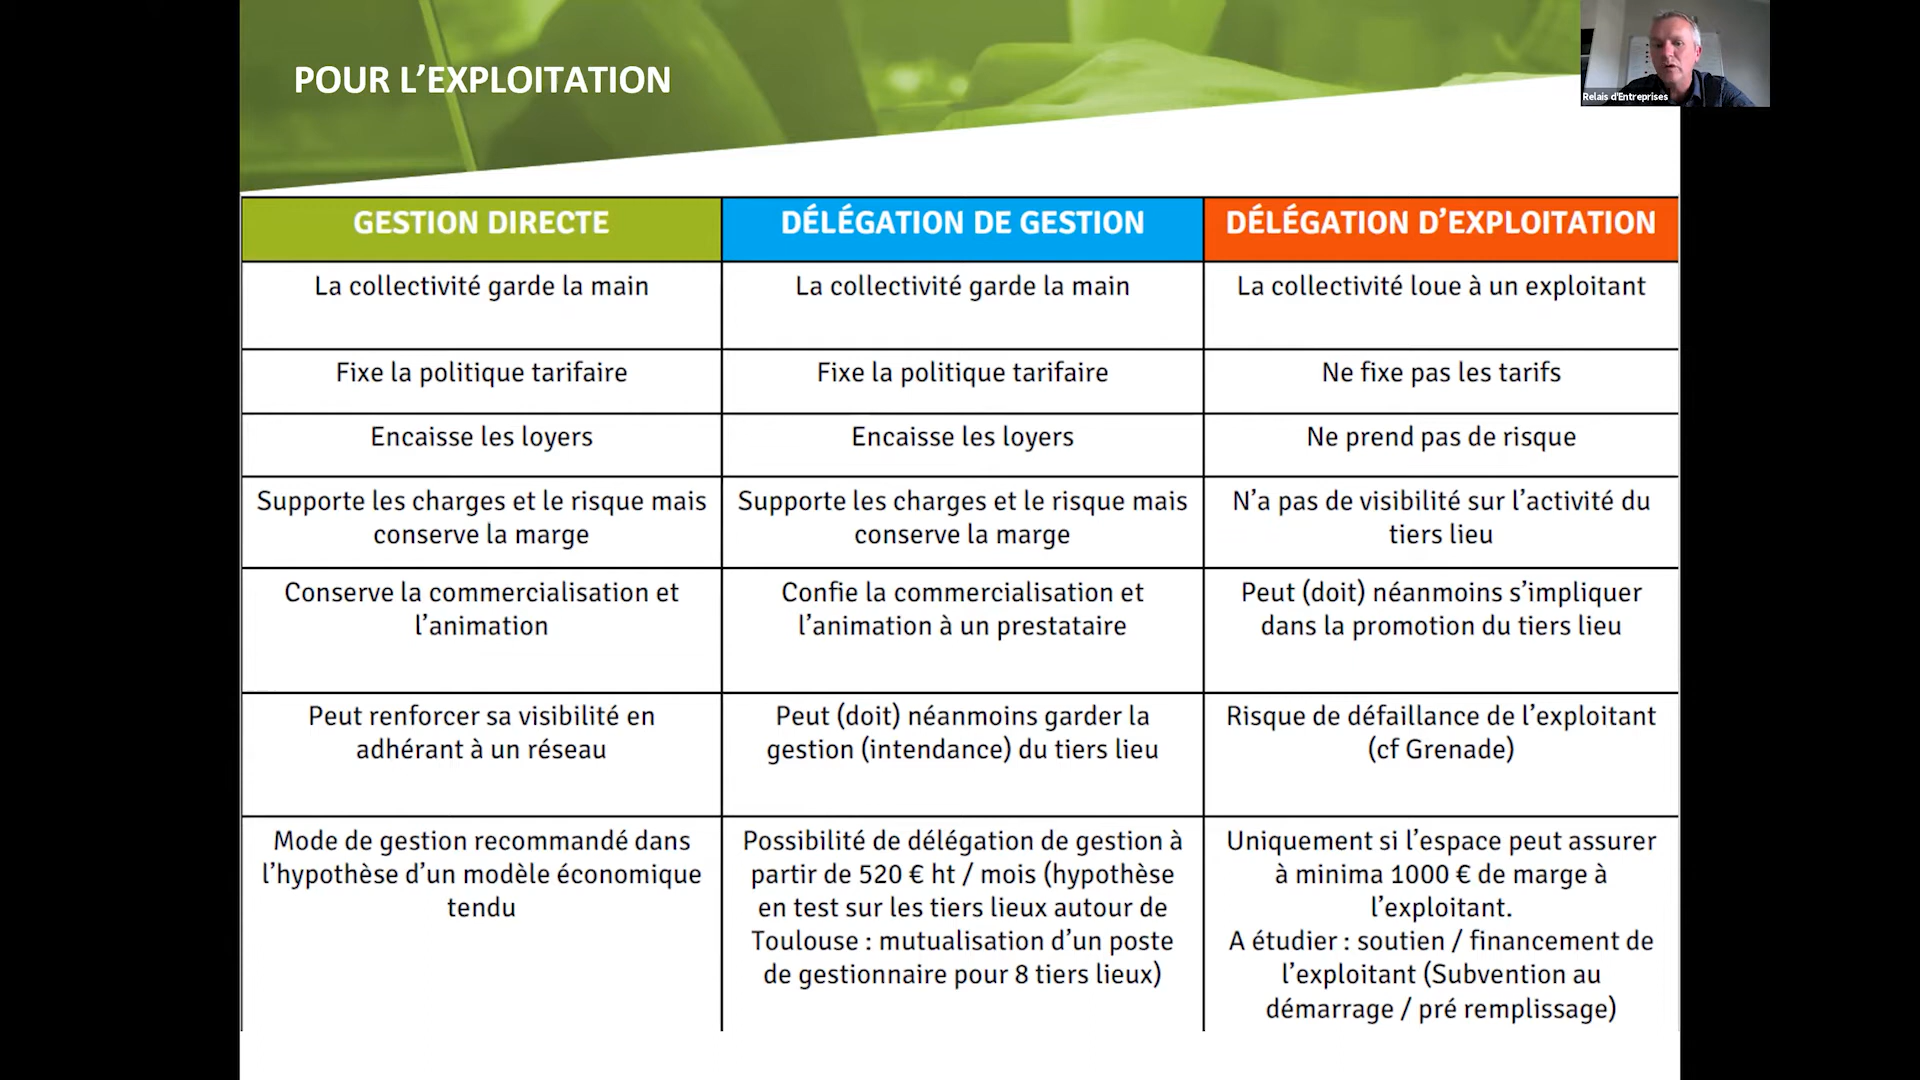 POUR L’EXPLOITATION
Relais d'Entreprises
GESTION DIRECTE
DÉLÉGATION DE GESTION
DÉLÉGATION D’EXPLOITATION
La collectivité garde la main
La collectivité garde la main
La collectivité loue à un exploitant
Fixe la politique tarifaire
Fixe la politique tarifaire
Ne fixe pas les tarifs
Encaisse les loyers
Encaisse les loyers
Ne prend pas de risque
Supporte les charges et le risque mais
conserve la marge
Supporte les charges et le risque mais
conserve la marge
N’a pas de visibilité sur l’activité du
tiers lieu
Conserve la commercialisation et
l’animation
Confie la commercialisation et
l’animation à un prestataire
Peut (doit) néanmoins s’impliquer
dans la promotion du tiers lieu
Peut renforcer sa visibilité en
adhérant à un réseau
Peut (doit) néanmoins garder la
gestion (intendance) du tiers lieu
Risque de défaillance de l’exploitant
(cf Grenade)
Mode de gestion recommandé dans
l’hypothèse d’un modèle économique
tendu
Possibilité de délégation de gestion à
partir de 520 € ht / mois (hypothèse
en test sur les tiers lieux autour de
Toulouse : mutualisation d’un poste
de gestionnaire pour 8 tiers lieux)
Uniquement si l’espace peut assurer
à minima 1000 € de marge à
l’exploitant.
A étudier : soutien / financement de
l’exploitant (Subvention au
démarrage / pré remplissage)